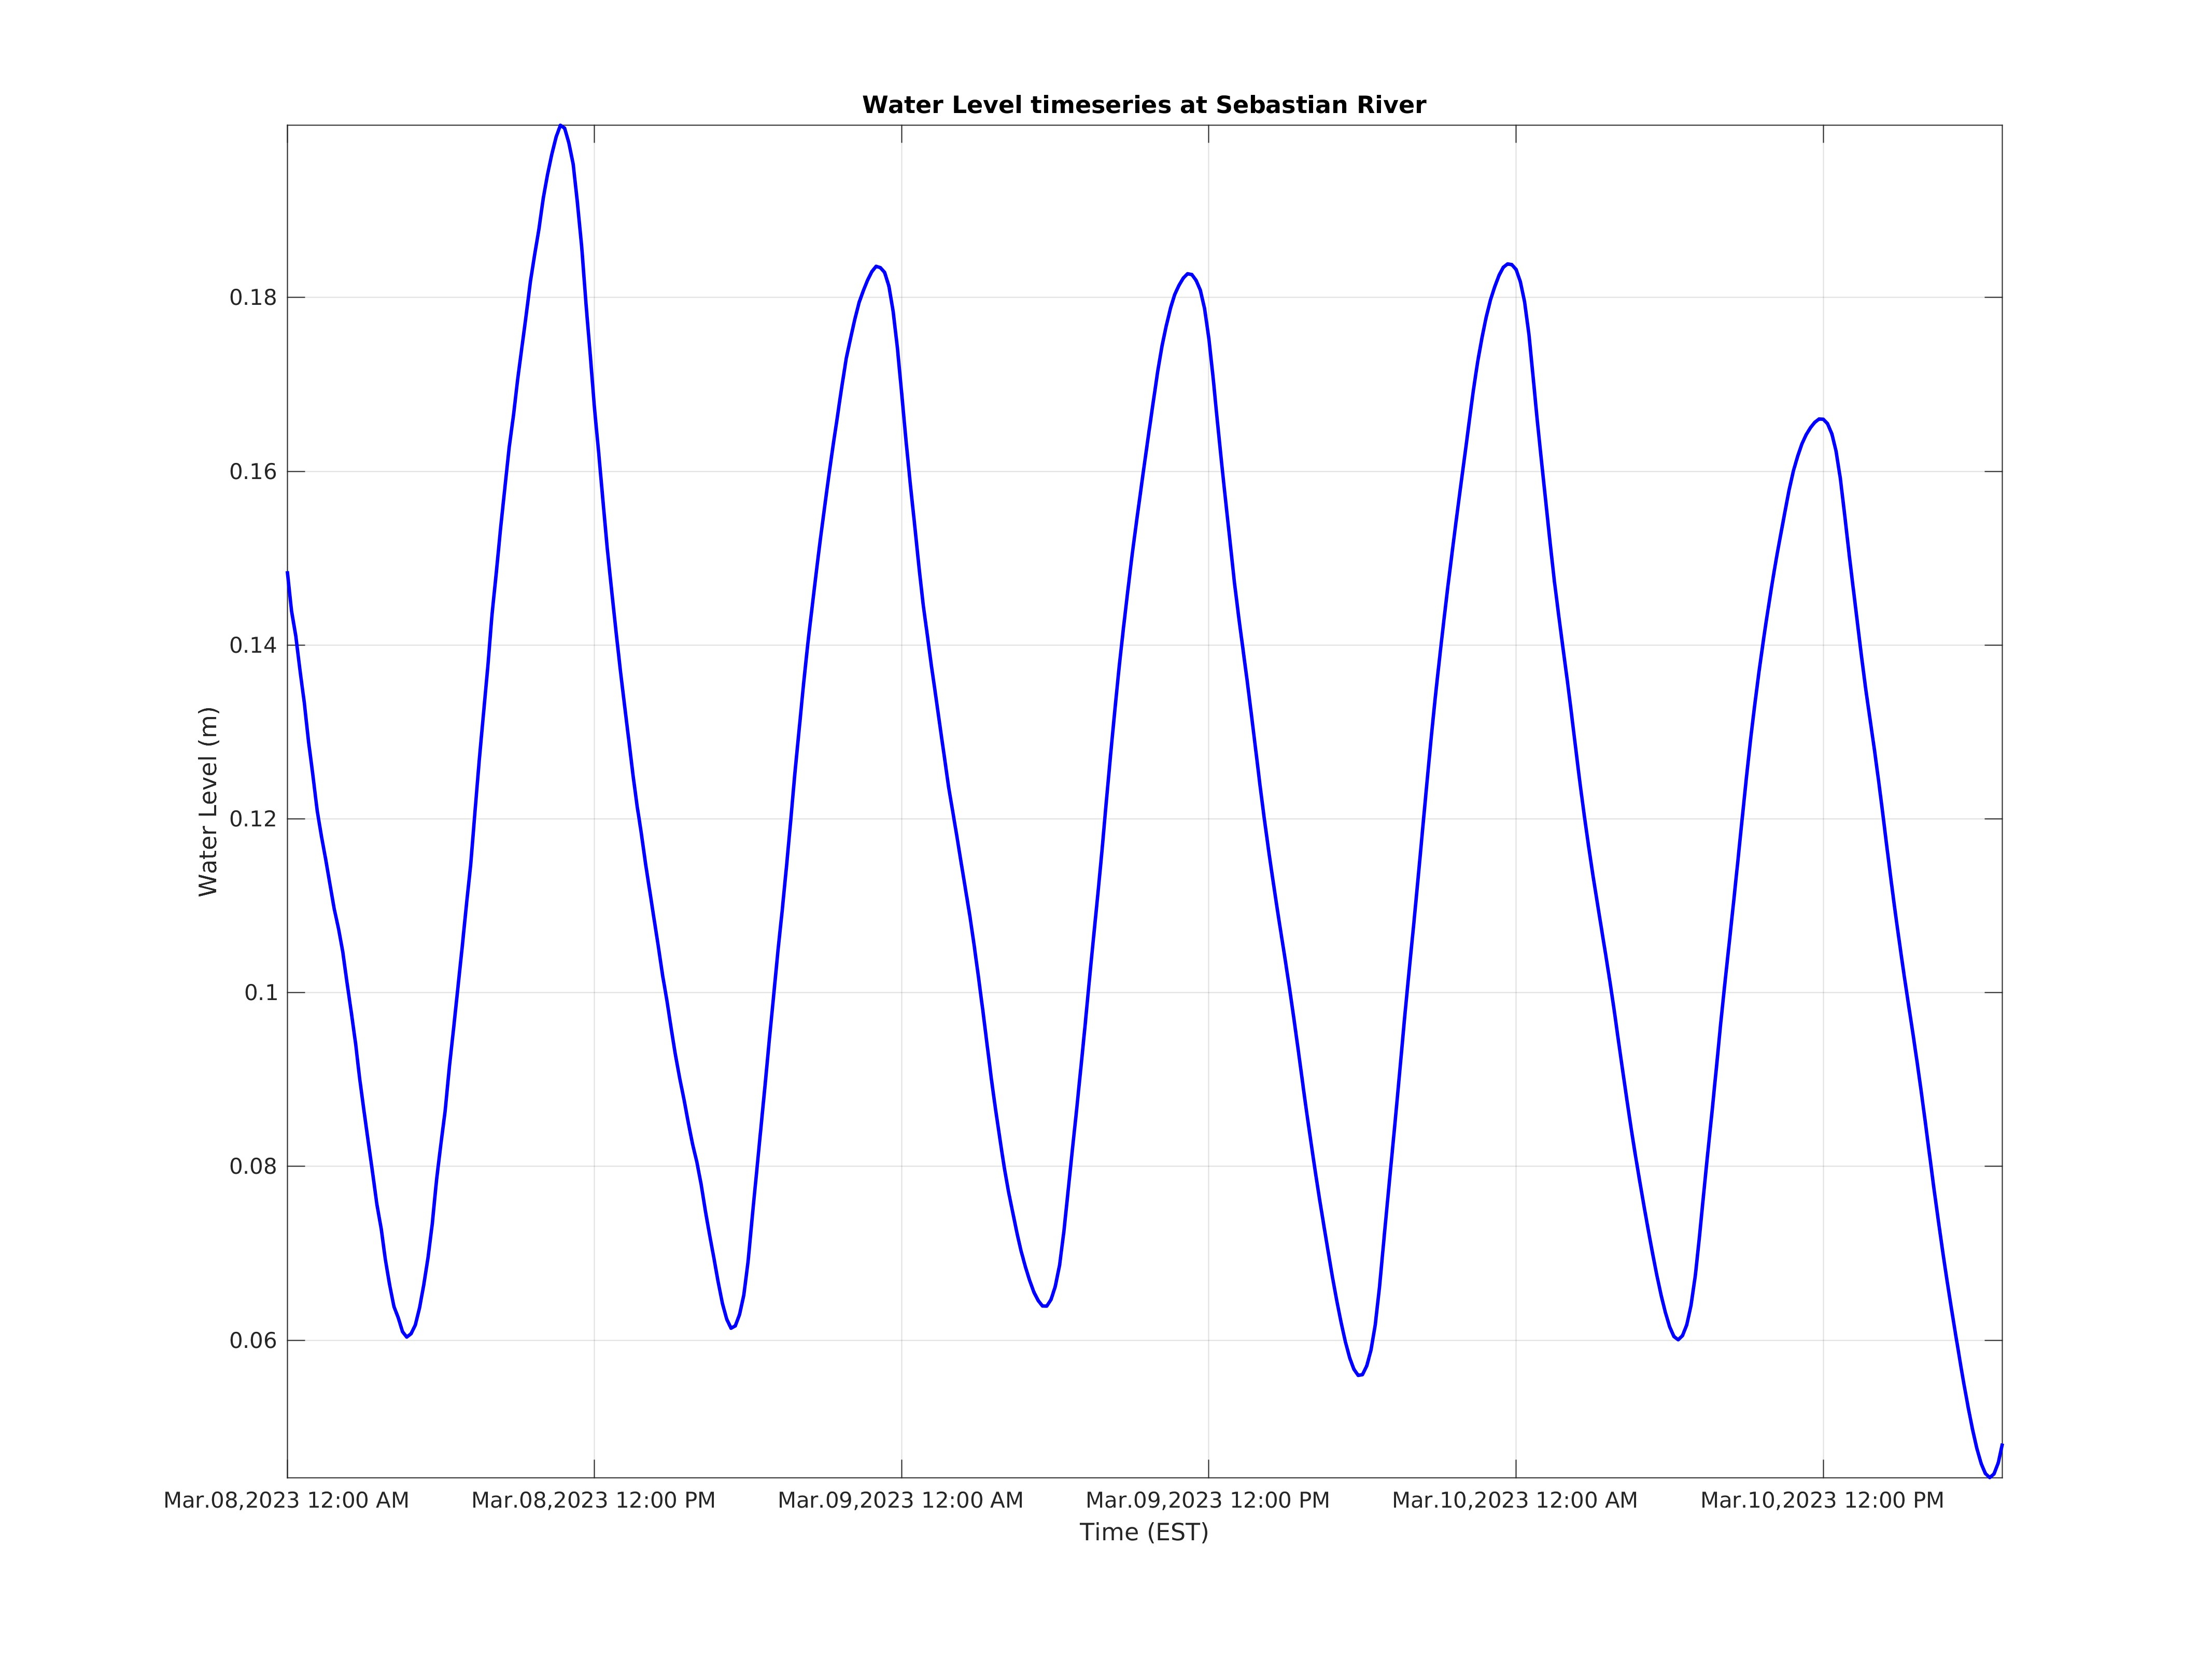 Water Level timeseries at Sebastian River
0.18
0.16
0.14
0.12
0.1
0.08
0.06
Water Level (m)
Mar.08,2023 12:00 AM
Mar.08,2023 12:00 PM
Mar.09,2023 12:00 AM
Mar.09,2023 12:00 PM
Mar.10,2023 12:00 AM
Mar.10,2023 12:00 PM
Time (EST)